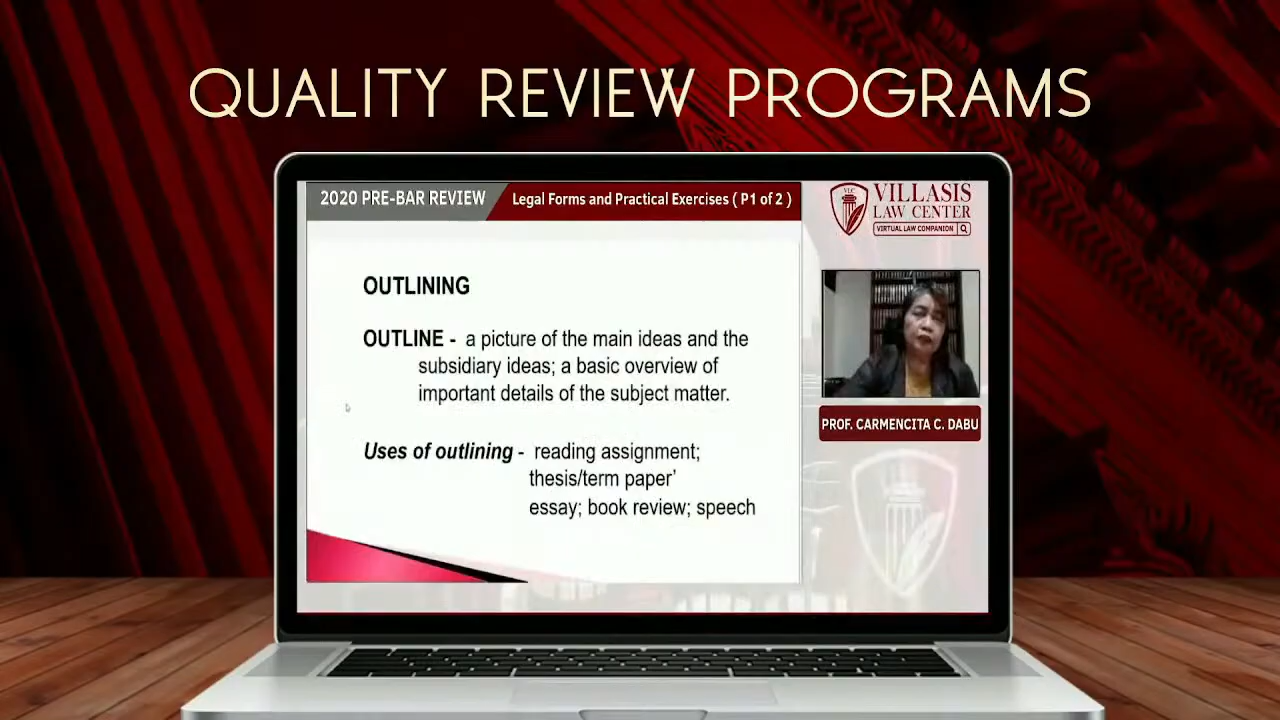 QUALITY REVIEW PROGRAMS
2020 PRE-BAR REVIEW
Legal Forms and Practical Exercises ( P1 of 2 )
VLC
VILLASIS
LAW CENTER
VIRTUAL LAW COMPANION
OUTLINING
OUTLINE - a picture of the main ideas and the
subsidiary ideas; a basic overview of
important details of the subject matter.
Uses of outlining - reading assignment;
thesis/term paper’
essay; book review; speech
PROF. CARMENCITA C. DABU